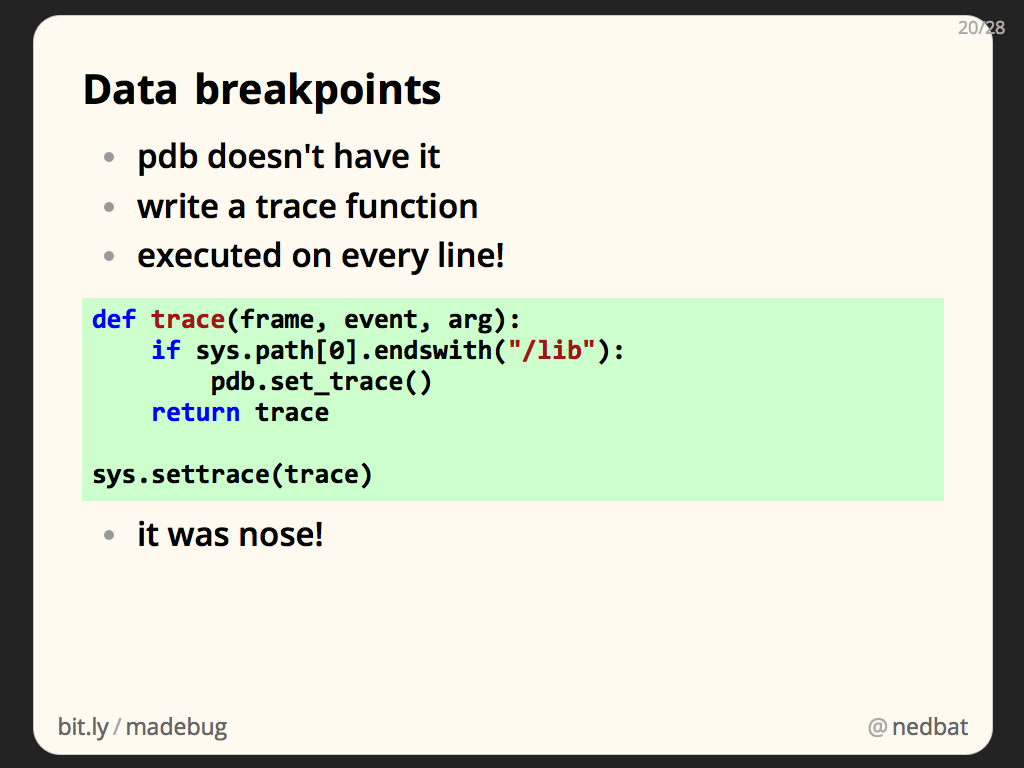 20/28
Data breakpoints
• pdb doesn't have it
• write a trace function
• executed on every line!
def trace(frame, event, arg):
    if sys.path[0].endswith("/lib"):
        pdb.set_trace()
    return trace

sys.settrace(trace)
• it was nose!
bit.ly/madebug
@nedbat